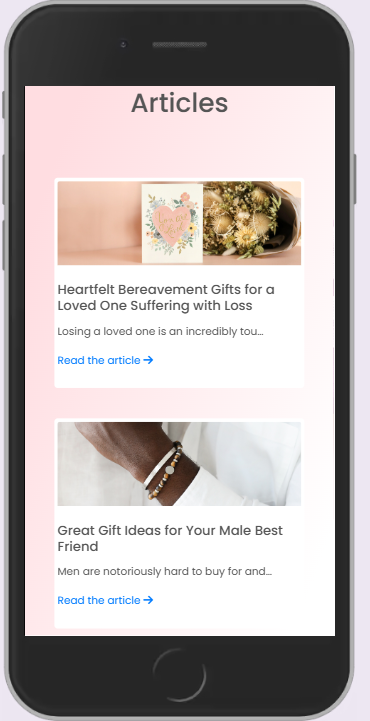 Articles
Heartfelt Bereavement Gifts for a
Loved One Suffering with Loss
Losing a loved one is an incredibly tou...
Read the article →
Great Gift Ideas for Your Male Best
Friend
Men are notoriously hard to buy for and...
Read the article →